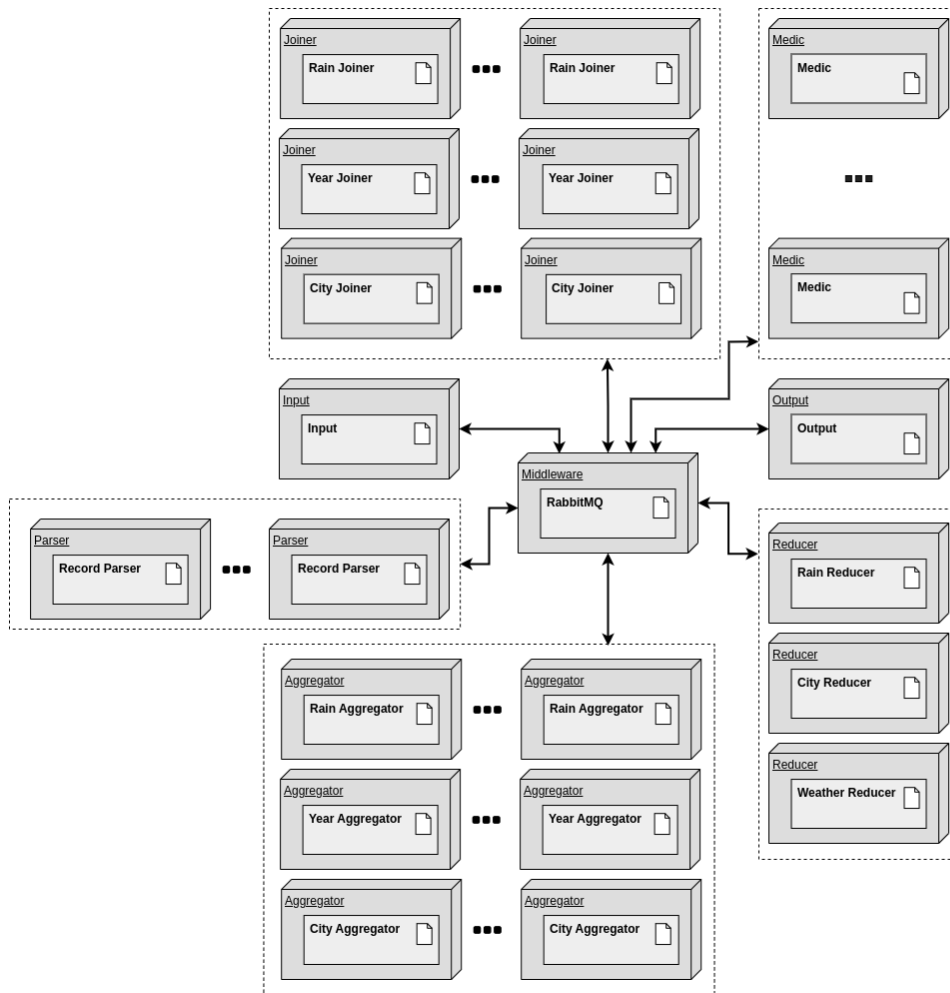 Joiner
Rain Joiner
Joiner
Rain Joiner
Medic
Medic
Joiner
Year Joiner
Joiner
Year Joiner
Joiner
City Joiner
Joiner
City Joiner
Medic
Medic
Input
Input
Output
Output
Middleware
RabbitMQ
Parser
Record Parser
Parser
Record Parser
Reducer
Rain Reducer
Reducer
City Reducer
Reducer
Weather Reducer
Aggregator
Rain Aggregator
Aggregator
Rain Aggregator
Aggregator
Year Aggregator
Aggregator
Year Aggregator
Aggregator
City Aggregator
Aggregator
City Aggregator